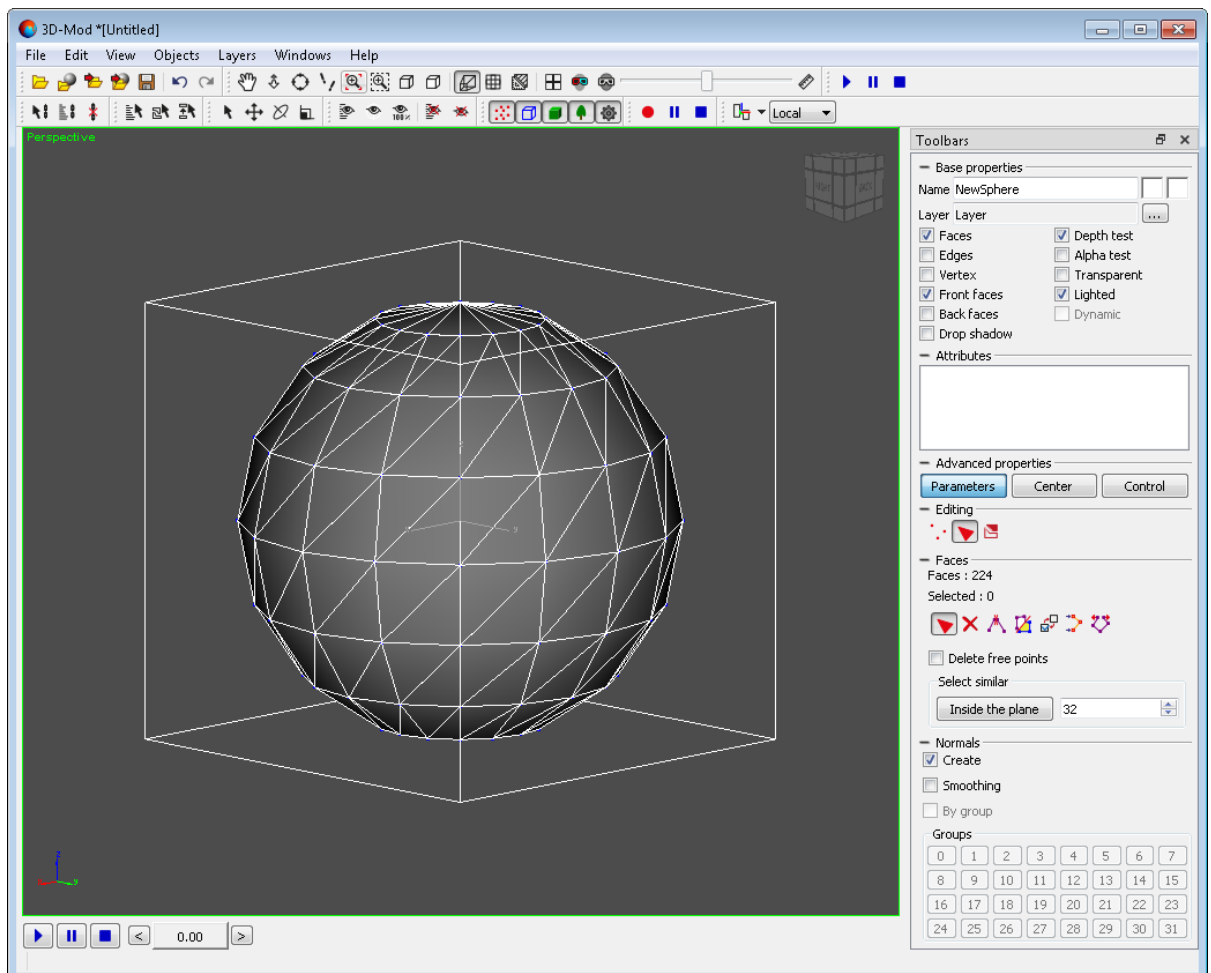 3D-Mod *[Untitled]
File Edit View Objects Layers Windows Help
100%
Local
Perspective
Toolbars
Base properties
Name NewSphere
Layer Layer ...
Faces Depth test
Edges Alpha test
Vertex Transparent
Front faces Lighted
Back faces Dynamic
Drop shadow
Attributes
Advanced properties
Parameters Center Control
Editing
Faces
Faces : 224
Selected : 0
Delete free points
Select similar
Inside the plane 32
Normals
Create
Smoothing
By group
Groups
0 1 2 3 4 5 6 7
8 9 10 11 12 13 14 15
16 17 18 19 20 21 22 23
24 25 26 27 28 29 30 31
z
< 0.00 >